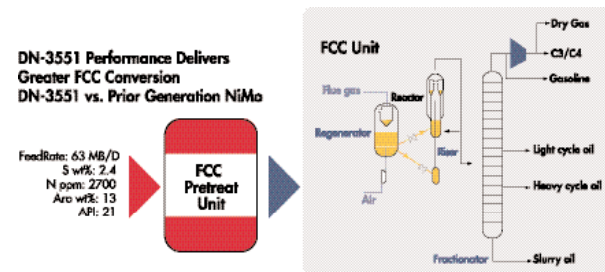 DN-3551 Performance Delivers
Greater FCC Conversion
DN-3551 vs. Prior Generation NiMo
FeedRate: 63 MB/D
S wt%: 2.4
N ppm: 2700
Aro wt%: 13
API: 21
FCC
Pretreat
Unit
FCC Unit
Flue gas
Reactor
Regenerator
Riser
Air
Fractionator
Dry Gas
C3/C4
Gasoline
Light cycle oil
Heavy cycle oil
Slurry oil